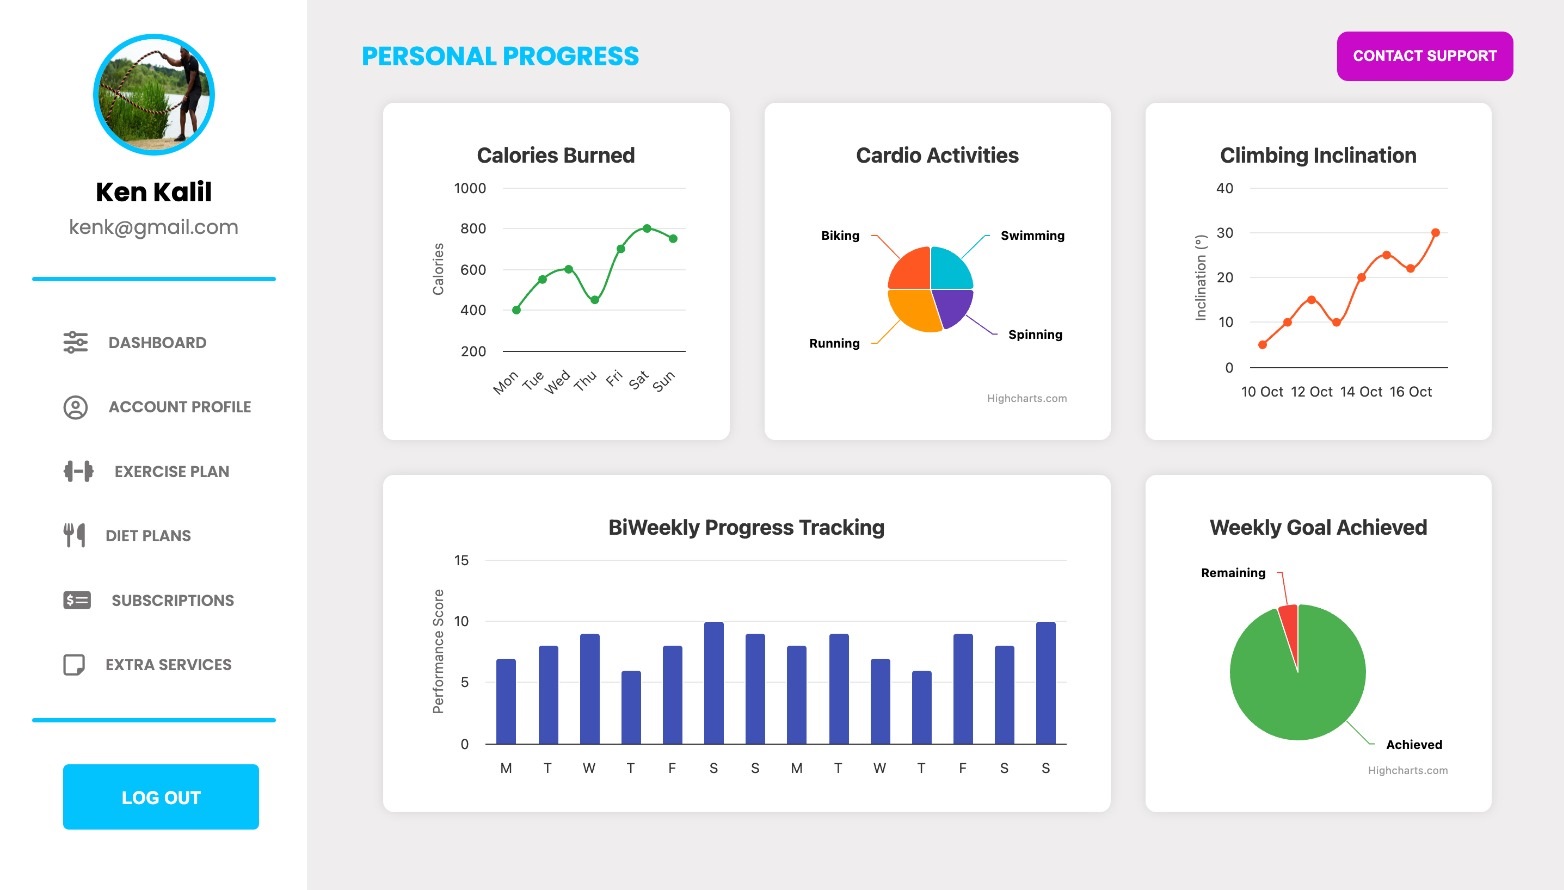 Ken Kalil
kenk@gmail.com
DASHBOARD
ACCOUNT PROFILE
EXERCISE PLAN
DIET PLANS
SUBSCRIPTIONS
EXTRA SERVICES
LOG OUT
PERSONAL PROGRESS
CONTACT SUPPORT
Calories Burned
Calories
1000
800
600
400
200
Mon Tue Wed Thu Fri Sat Sun
Cardio Activities
Biking
Swimming
Running
Spinning
Highcharts.com
Climbing Inclination
Inclination (°)
40
30
20
10
0
10 Oct 12 Oct 14 Oct 16 Oct
BiWeekly Progress Tracking
Performance Score
15
10
5
0
M T W T F S S M T W T F S S
Weekly Goal Achieved
Remaining
Achieved
Highcharts.com